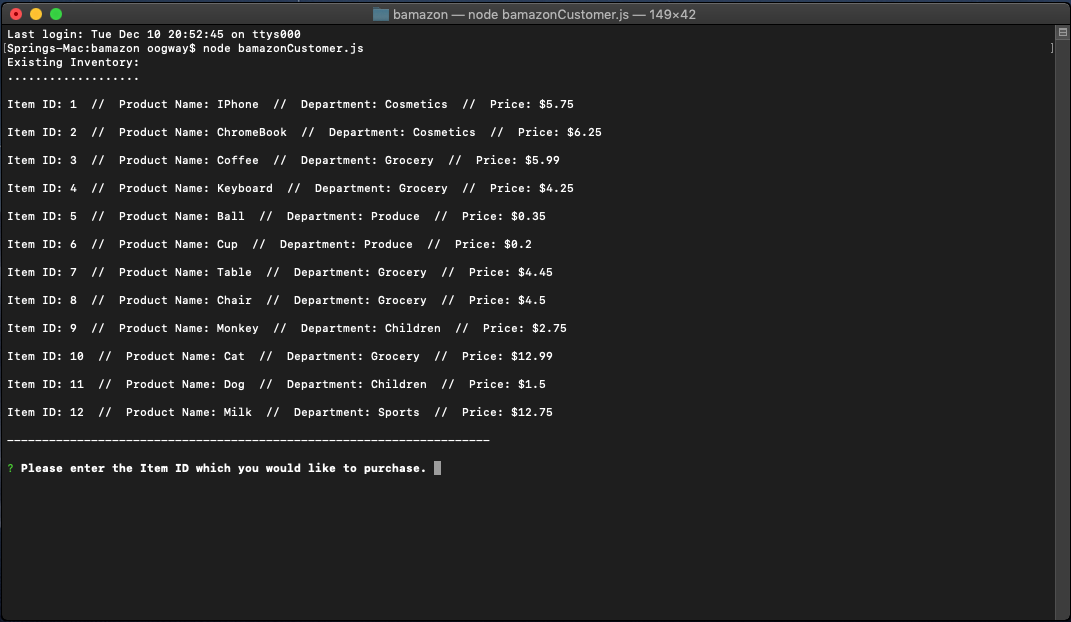 bamazon — node bamazonCustomer.js — 149×42
Last login: Tue Dec 10 20:52:45 on ttys000
[Springs-Mac:bamazon oogway$ node bamazonCustomer.js ]
Existing Inventory:
...................
Item ID: 1  //  Product Name: IPhone  //  Department: Cosmetics  //  Price: $5.75
Item ID: 2  //  Product Name: ChromeBook  //  Department: Cosmetics  //  Price: $6.25
Item ID: 3  //  Product Name: Coffee  //  Department: Grocery  //  Price: $5.99
Item ID: 4  //  Product Name: Keyboard  //  Department: Grocery  //  Price: $4.25
Item ID: 5  //  Product Name: Ball  //  Department: Produce  //  Price: $0.35
Item ID: 6  //  Product Name: Cup  //  Department: Produce  //  Price: $0.2
Item ID: 7  //  Product Name: Table  //  Department: Grocery  //  Price: $4.45
Item ID: 8  //  Product Name: Chair  //  Department: Grocery  //  Price: $4.5
Item ID: 9  //  Product Name: Monkey  //  Department: Children  //  Price: $2.75
Item ID: 10  //  Product Name: Cat  //  Department: Grocery  //  Price: $12.99
Item ID: 11  //  Product Name: Dog  //  Department: Children  //  Price: $1.5
Item ID: 12  //  Product Name: Milk  //  Department: Sports  //  Price: $12.75
_____________________________________________________________________
? Please enter the Item ID which you would like to purchase.